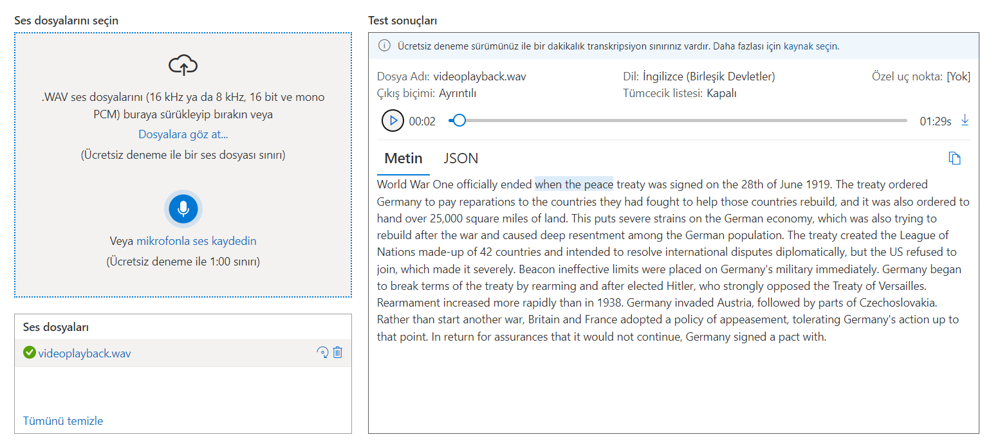 Ses dosyalarını seçin
.WAV ses dosyalarını (16 kHz ya da 8 kHz, 16 bit ve mono
PCM) buraya sürükleyip bırakın veya
Dosyalara göz at...
(Ücretsiz deneme ile bir ses dosyası sınırı)
Veya mikrofonla ses kaydedin
(Ücretsiz deneme ile 1:00 sınırı)
Ses dosyaları
videoplayback.wav
Tümünü temizle
Test sonuçları
Ücretsiz deneme sürümünüz ile bir dakikalık transkripsiyon sınırınız vardır. Daha fazlası için kaynak seçin.
Dosya Adı: videoplayback.wav Dil: İngilizce (Birleşik Devletler) Özel uç nokta: [Yok]
Çıkış biçimi: Ayrıntılı Tümcecik listesi: Kapalı
00:02 01:29s
Metin JSON
World War One officially ended when the peace treaty was signed on the 28th of June 1919. The treaty ordered
Germany to pay reparations to the countries they had fought to help those countries rebuild, and it was also ordered to
hand over 25,000 square miles of land. This puts severe strains on the German economy, which was also trying to
rebuild after the war and caused deep resentment among the German population. The treaty created the League of
Nations made-up of 42 countries and intended to resolve international disputes diplomatically, but the US refused to
join, which made it severely. Beacon ineffective limits were placed on Germany's military immediately. Germany began
to break terms of the treaty by rearming and after elected Hitler, who strongly opposed the Treaty of Versailles.
Rearmament increased more rapidly than in 1938. Germany invaded Austria, followed by parts of Czechoslovakia.
Rather than start another war, Britain and France adopted a policy of appeasement, tolerating Germany's action up to
that point. In return for assurances that it would not continue, Germany signed a pact with.